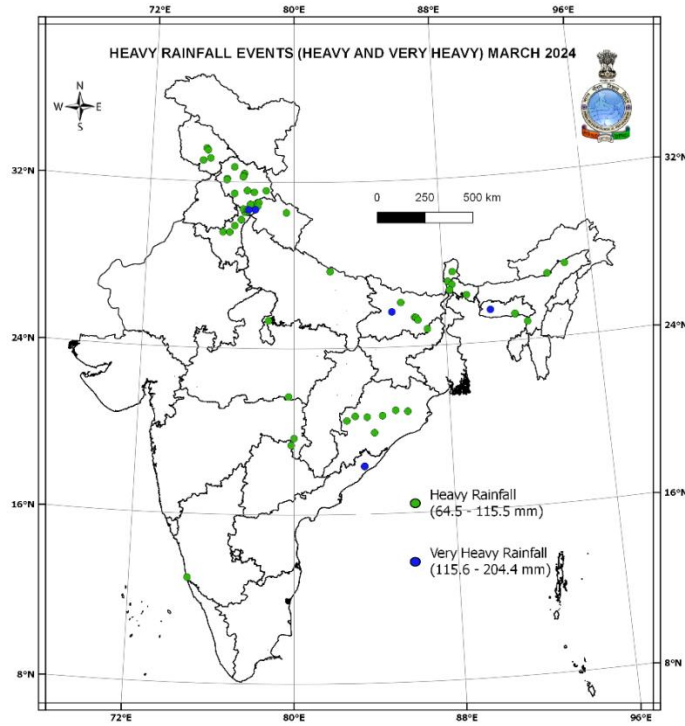 72°E 80°E 88°E 96°E
HEAVY RAINFALL EVENTS (HEAVY AND VERY HEAVY) MARCH 2024
N
W E
S
32°N 32°N
0 250 500 km
24°N 24°N
16°N 16°N
Heavy Rainfall
(64.5 - 115.5 mm)
Very Heavy Rainfall
(115.6 - 204.4 mm)
8°N 8°N
72°E 80°E 88°E 96°E